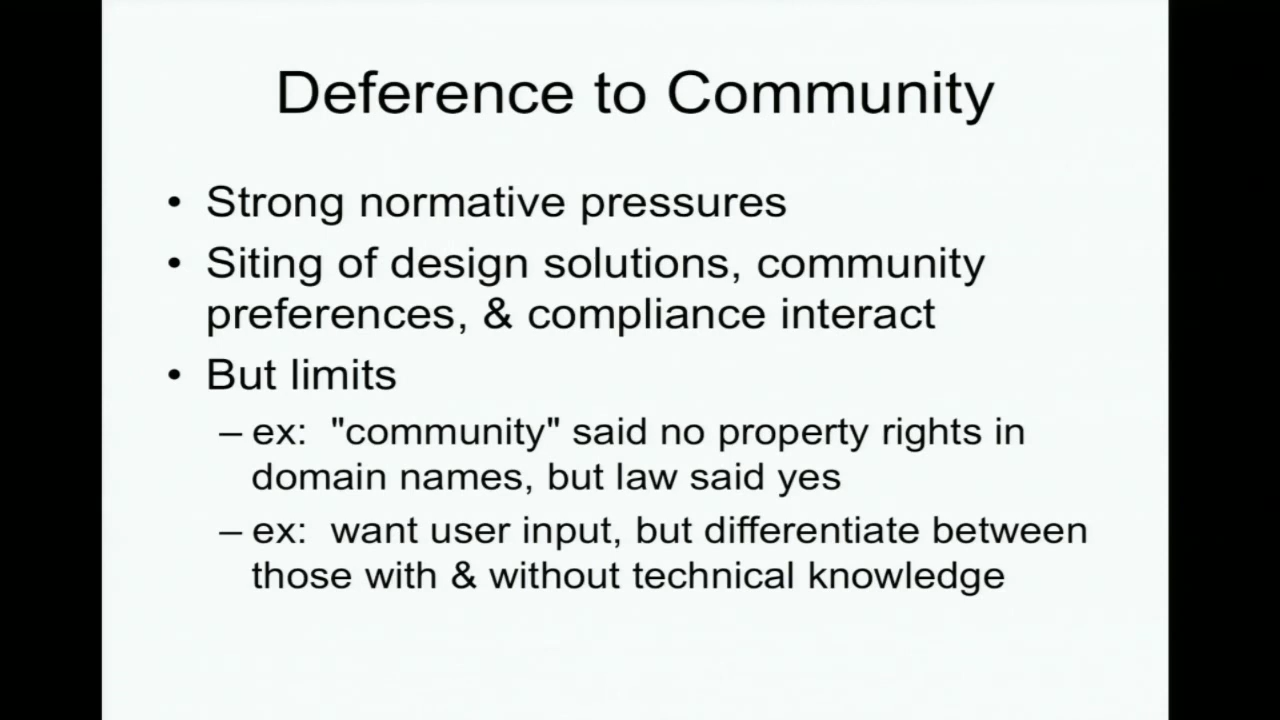 Deference to Community
• Strong normative pressures
• Siting of design solutions, community
preferences, & compliance interact
• But limits
– ex:  "community" said no property rights in
domain names, but law said yes
– ex:  want user input, but differentiate between
those with & without technical knowledge